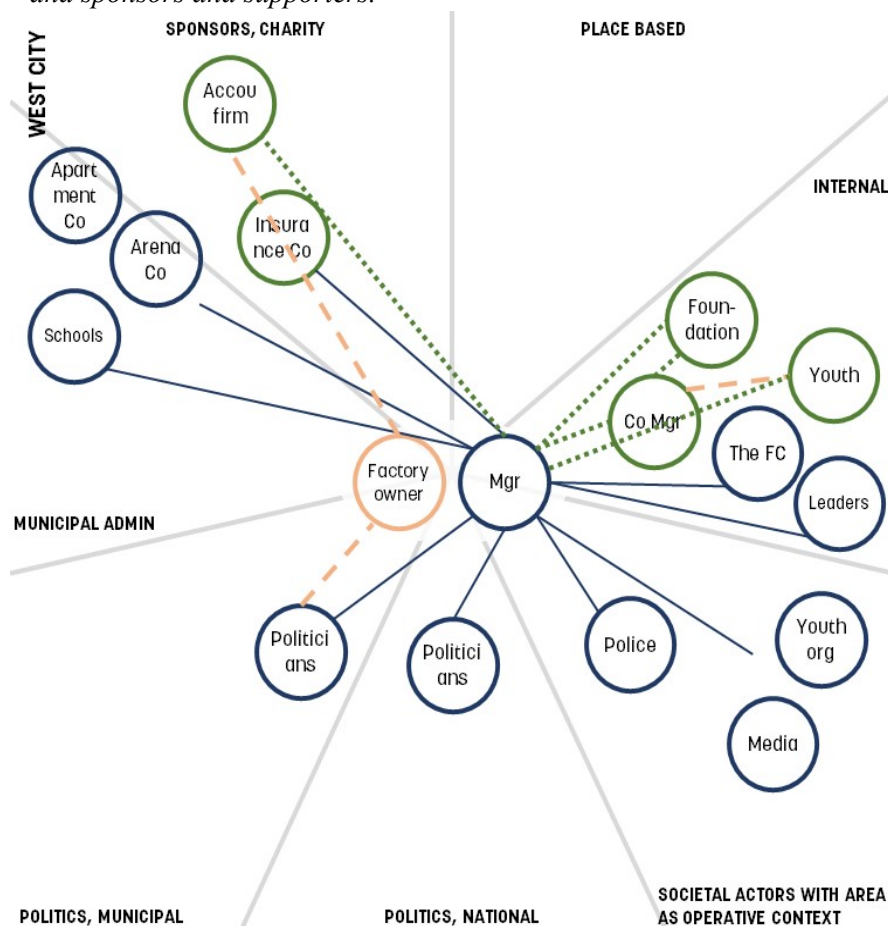 and sponsors and supporters.
SPONSORS, CHARITY
PLACE BASED
WEST CITY
Accou
firm
Apart
ment
Co
INTERNAL
Insura
nce Co
Arena
Co
Foun-
dation
Schools
Youth
Co Mgr
The FC
Factory
owner
Mgr
Leaders
MUNICIPAL ADMIN
Politici
ans
Politici
ans
Police
Youth
org
Media
POLITICS, MUNICIPAL
POLITICS, NATIONAL
SOCIETAL ACTORS WITH AREA
AS OPERATIVE CONTEXT